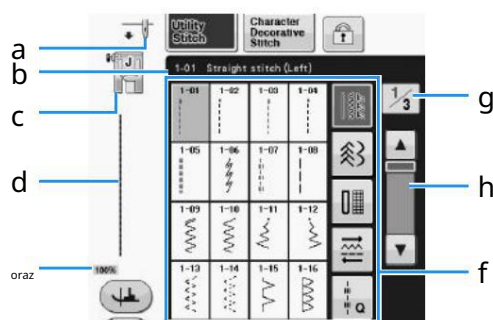 a
b
c
d
oraz
Utility Stitch
Character Decorative Stitch
1-01 Straight stitch (Left)
J
1-01 1-02 1-03 1-04
1-05 1-06 1-07 1-08
1-09 1-10 1-11 1-12
1-13 1-14 1-15 1-16
100%
Q
1/3
g
h
f